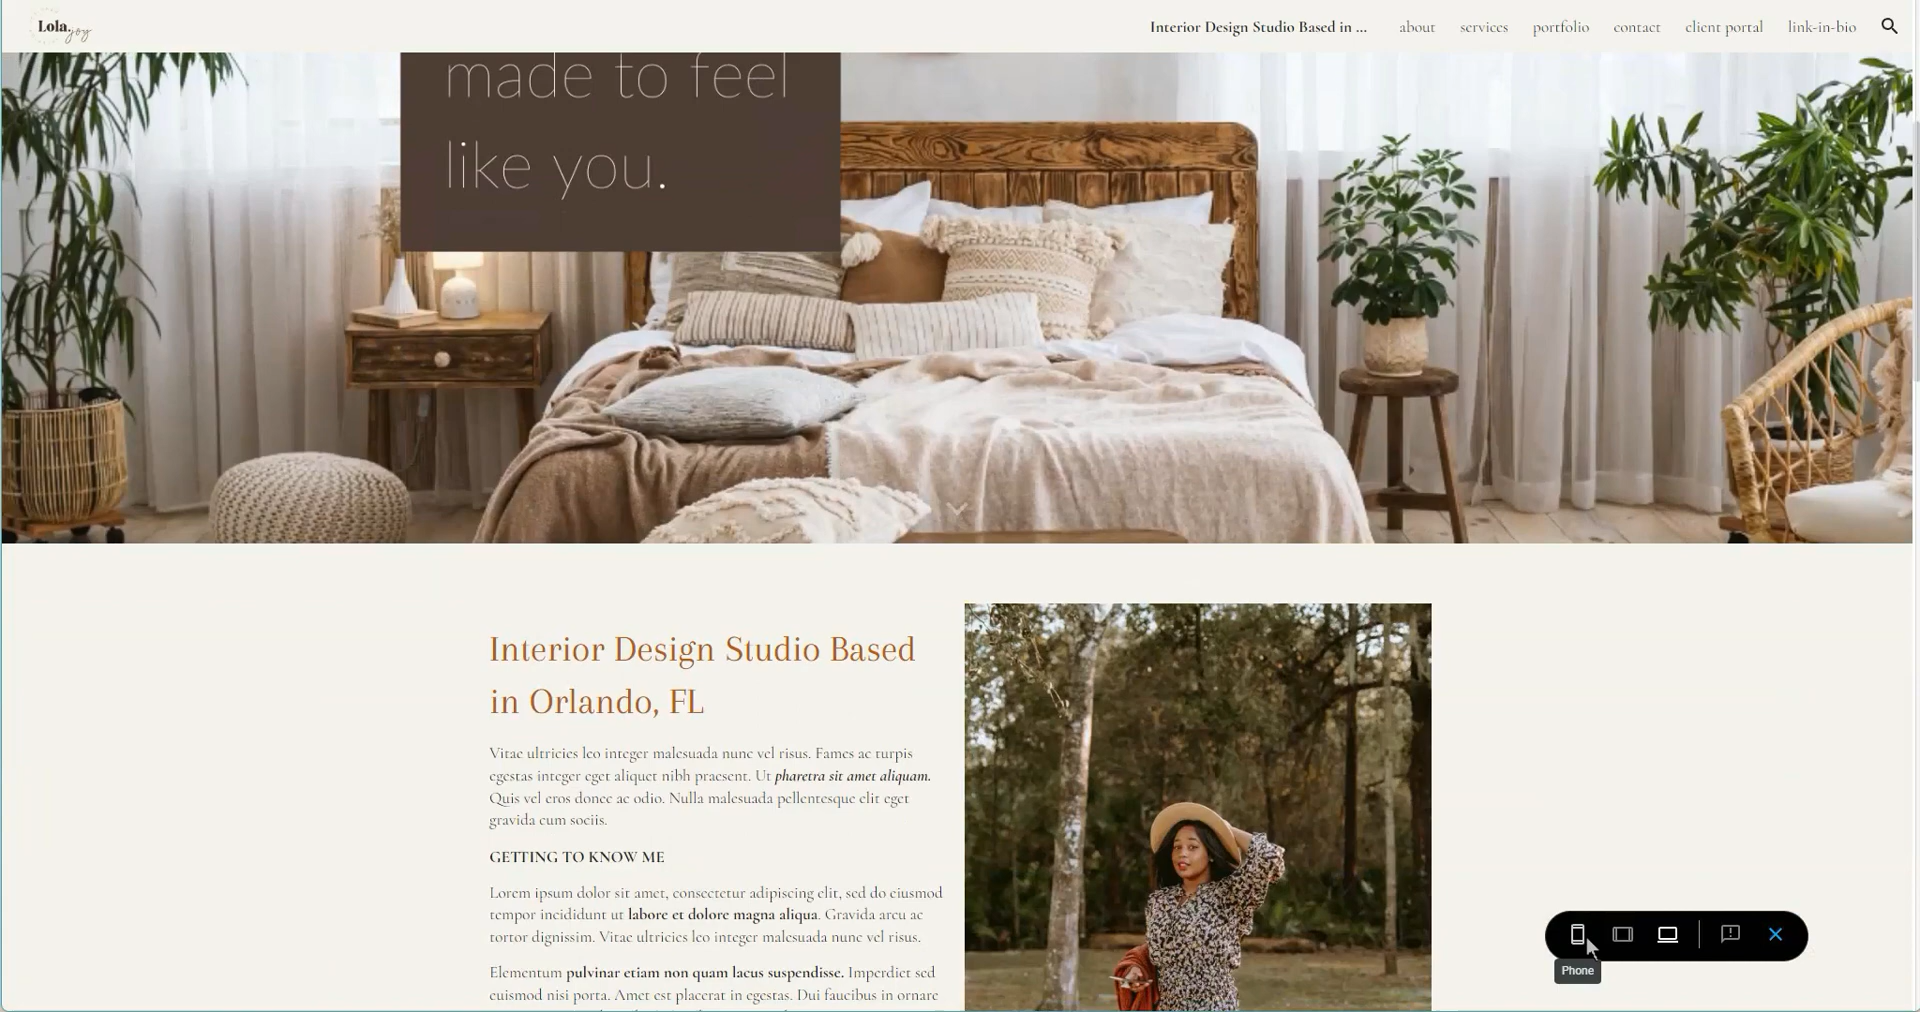 Lola.joy
Interior Design Studio Based in ...
about
services
portfolio
contact
client portal
link-in-bio
made to feel
like you.
Interior Design Studio Based
in Orlando, FL
Vitae ultricies leo integer malesuada nunc vel risus. Fames ac turpis
egestas integer eget aliquet nibh praesent. Ut pharetra sit amet aliquam.
Quis vel eros donec ac odio. Nulla malesuada pellentesque elit eget
gravida cum sociis.
GETTING TO KNOW ME
Lorem ipsum dolor sit amet, consectetur adipiscing elit, sed do eiusmod
tempor incididunt ut labore et dolore magna aliqua. Gravida arcu ac
tortor dignissim. Vitae ultricies leo integer malesuada nunc vel risus.
Elementum pulvinar etiam non quam lacus suspendisse. Imperdiet sed
euismod nisi porta. Amet est placerat in egestas. Dui faucibus in ornare
Phone